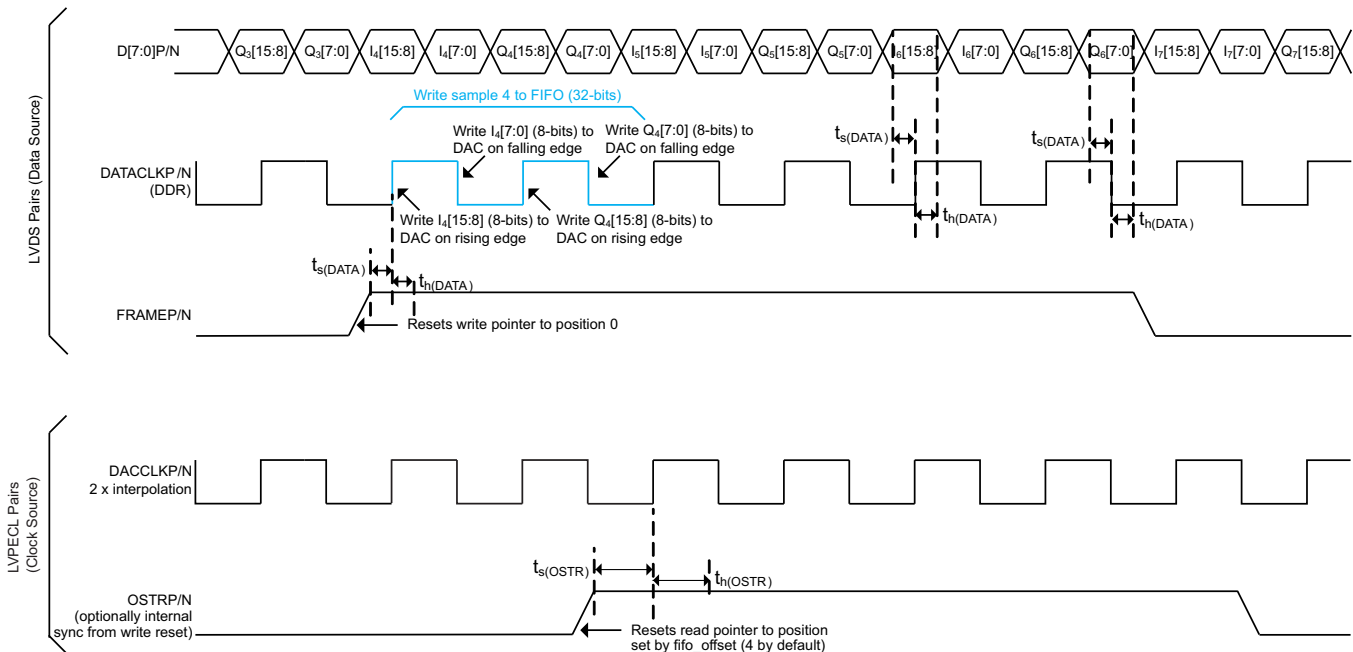 LVDS Pairs (Data Source)
D[7:0]P/N
Q3[15:8] Q3[7:0] I4[15:8] I4[7:0] Q4[15:8] Q4[7:0] I5[15:8] I5[7:0] Q5[15:8] Q5[7:0] I6[15:8] I6[7:0] Q6[15:8] Q6[7:0] I7[15:8] I7[7:0] Q7[15:8]
Write sample 4 to FIFO (32-bits)
Write I4[7:0] (8-bits) to
DAC on falling edge
Write Q4[7:0] (8-bits) to
DAC on falling edge
ts(DATA)
ts(DATA)
DATACLKP/N
(DDR)
Write I4[15:8] (8-bits) to
DAC on rising edge
Write Q4[15:8] (8-bits) to
DAC on rising edge
th(DATA)
th(DATA)
ts(DATA)
th(DATA)
FRAMEP/N
Resets write pointer to position 0
LVPECL Pairs
(Clock Source)
DACCLKP/N
2 x interpolation
ts(OSTR)
th(OSTR)
OSTRP/N
(optionally internal
sync from write reset)
Resets read pointer to position
set by fifo_offset (4 by default)